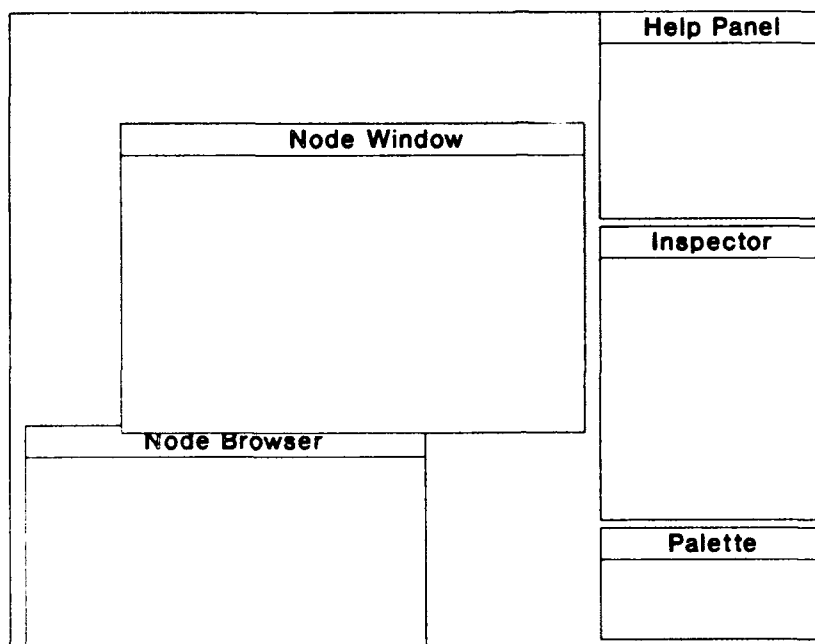 Help Panel
Node Window
Inspector
Node Browser
Palette